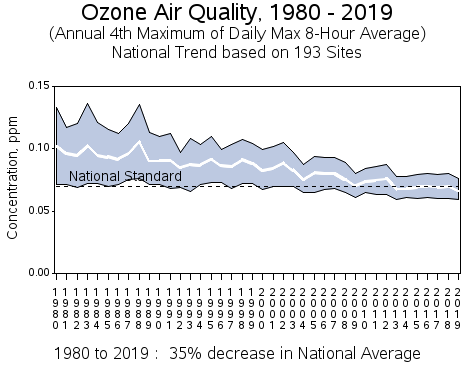 Ozone Air Quality, 1980 - 2019
(Annual 4th Maximum of Daily Max 8-Hour Average)
National Trend based on 193 Sites
Concentration, ppm
0.15
0.10
0.05
0.00
National Standard
1980 1981 1982 1983 1984 1985 1986 1987 1988 1989 1990 1991 1992 1993 1994 1995 1996 1997 1998 1999 2000 2001 2002 2003 2004 2005 2006 2007 2008 2009 2010 2011 2012 2013 2014 2015 2016 2017 2018 2019
1980 to 2019 : 35% decrease in National Average